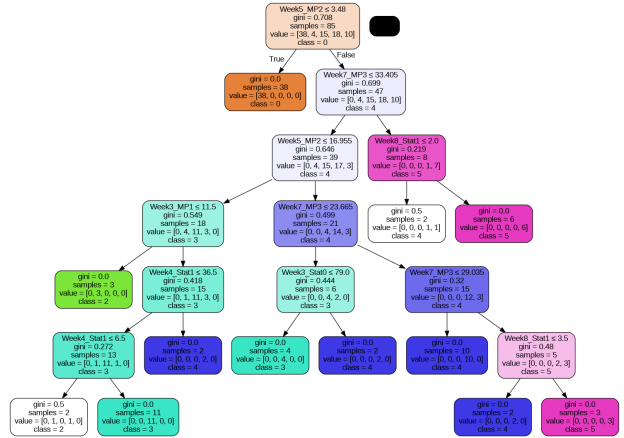 Week5_MP2 ≤ 3.48
gini = 0.708
samples = 85
value = [38, 4, 15, 18, 10]
class = 0
True
False
gini = 0.0
samples = 38
value = [38, 0, 0, 0, 0]
class = 0
Week7_MP3 ≤ 33.405
gini = 0.699
samples = 47
value = [0, 4, 15, 18, 10]
class = 4
Week5_MP2 ≤ 16.955
gini = 0.646
samples = 39
value = [0, 4, 15, 17, 3]
class = 4
Week8_Stat1 ≤ 2.0
gini = 0.219
samples = 8
value = [0, 0, 0, 1, 7]
class = 5
Week3_MP1 ≤ 11.5
gini = 0.549
samples = 18
value = [0, 4, 11, 3, 0]
class = 3
Week7_MP3 ≤ 23.665
gini = 0.499
samples = 21
value = [0, 0, 4, 14, 3]
class = 4
gini = 0.5
samples = 2
value = [0, 0, 0, 1, 1]
class = 4
gini = 0.0
samples = 6
value = [0, 0, 0, 0, 6]
class = 5
gini = 0.0
samples = 3
value = [0, 3, 0, 0, 0]
class = 2
Week4_Stat1 ≤ 36.5
gini = 0.418
samples = 15
value = [0, 1, 11, 3, 0]
class = 3
Week3_Stat0 ≤ 79.0
gini = 0.444
samples = 6
value = [0, 0, 4, 2, 0]
class = 3
Week7_MP3 ≤ 29.035
gini = 0.32
samples = 15
value = [0, 0, 0, 12, 3]
class = 4
Week4_Stat1 ≤ 6.5
gini = 0.272
samples = 13
value = [0, 1, 11, 1, 0]
class = 3
gini = 0.0
samples = 2
value = [0, 0, 0, 2, 0]
class = 4
gini = 0.0
samples = 4
value = [0, 0, 4, 0, 0]
class = 3
gini = 0.0
samples = 2
value = [0, 0, 0, 2, 0]
class = 4
gini = 0.0
samples = 10
value = [0, 0, 0, 10, 0]
class = 4
Week8_Stat1 ≤ 3.5
gini = 0.48
samples = 5
value = [0, 0, 0, 2, 3]
class = 5
gini = 0.5
samples = 2
value = [0, 1, 0, 1, 0]
class = 2
gini = 0.0
samples = 11
value = [0, 0, 11, 0, 0]
class = 3
gini = 0.0
samples = 2
value = [0, 0, 0, 2, 0]
class = 4
gini = 0.0
samples = 3
value = [0, 0, 0, 0, 3]
class = 5